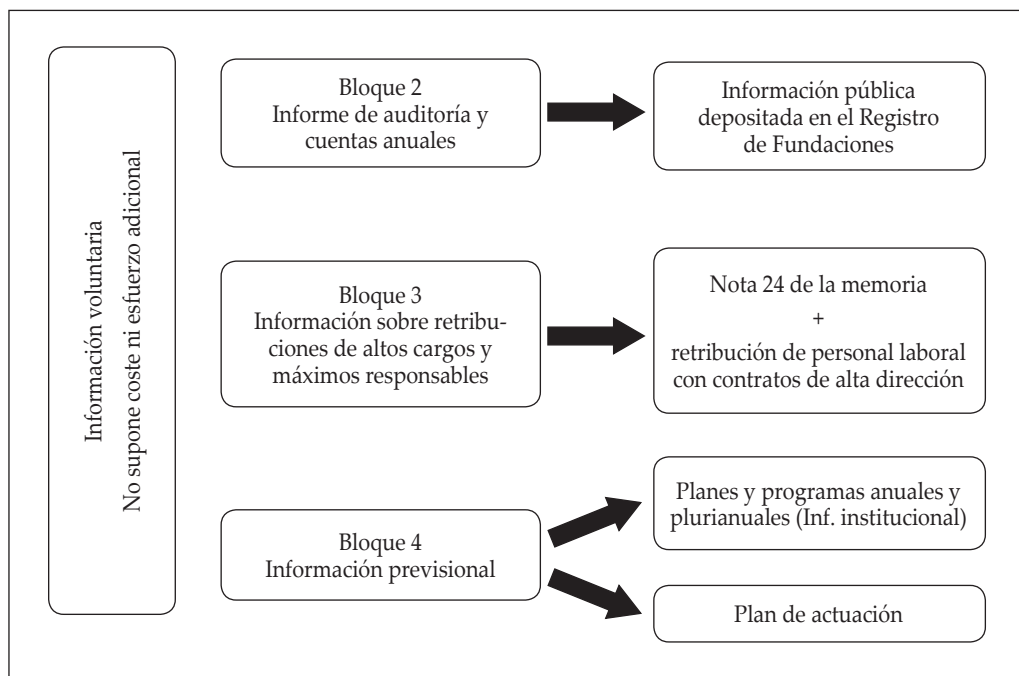 Información voluntaria
No supone coste ni esfuerzo adicional
Bloque 2
Informe de auditoría y
cuentas anuales
Información pública
depositada en el Registro
de Fundaciones
Bloque 3
Información sobre retribu-
ciones de altos cargos y
máximos responsables
Nota 24 de la memoria
+
retribución de personal laboral
con contratos de alta dirección
Bloque 4
Información previsional
Planes y programas anuales y
plurianuales (Inf. institucional)
Plan de actuación